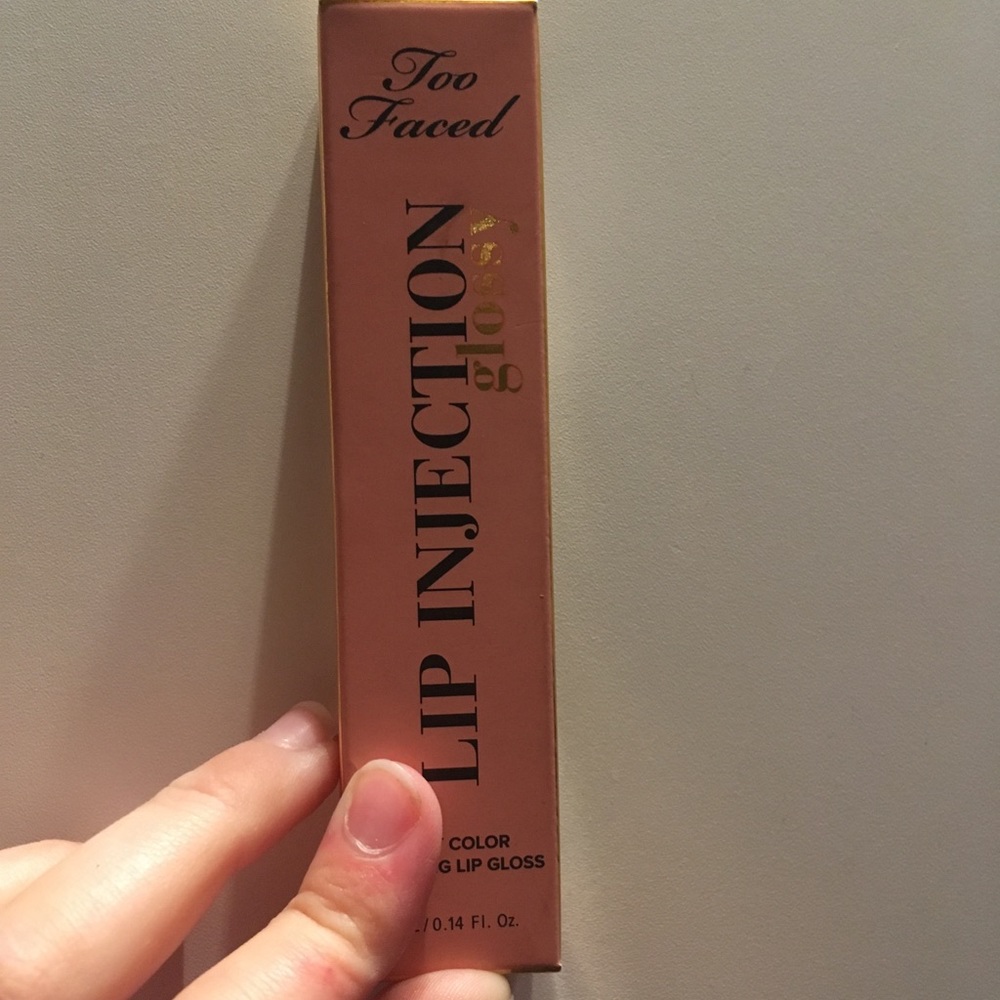 Too
Faced
LIP INJECTION
glossy
COLOR
G LIP GLOSS
/0.14 Fl. Oz.